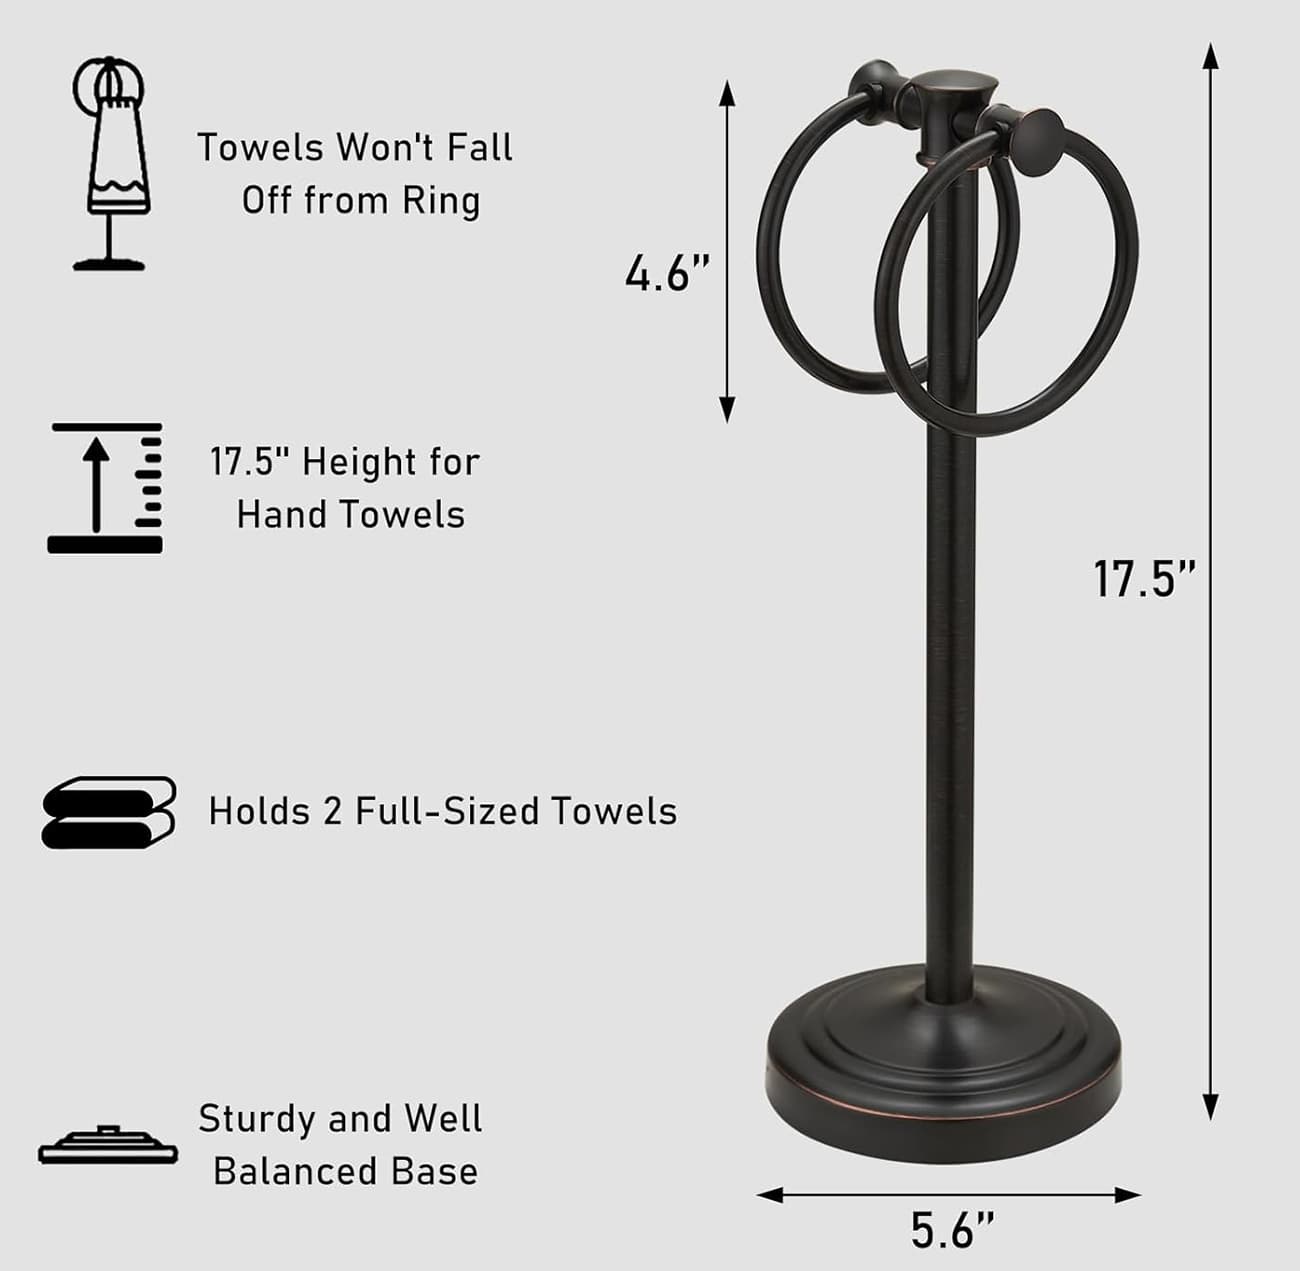 Towels Won't Fall
Off from Ring
4.6”
17.5" Height for
Hand Towels
17.5”
Holds 2 Full-Sized Towels
Sturdy and Well
Balanced Base
5.6”